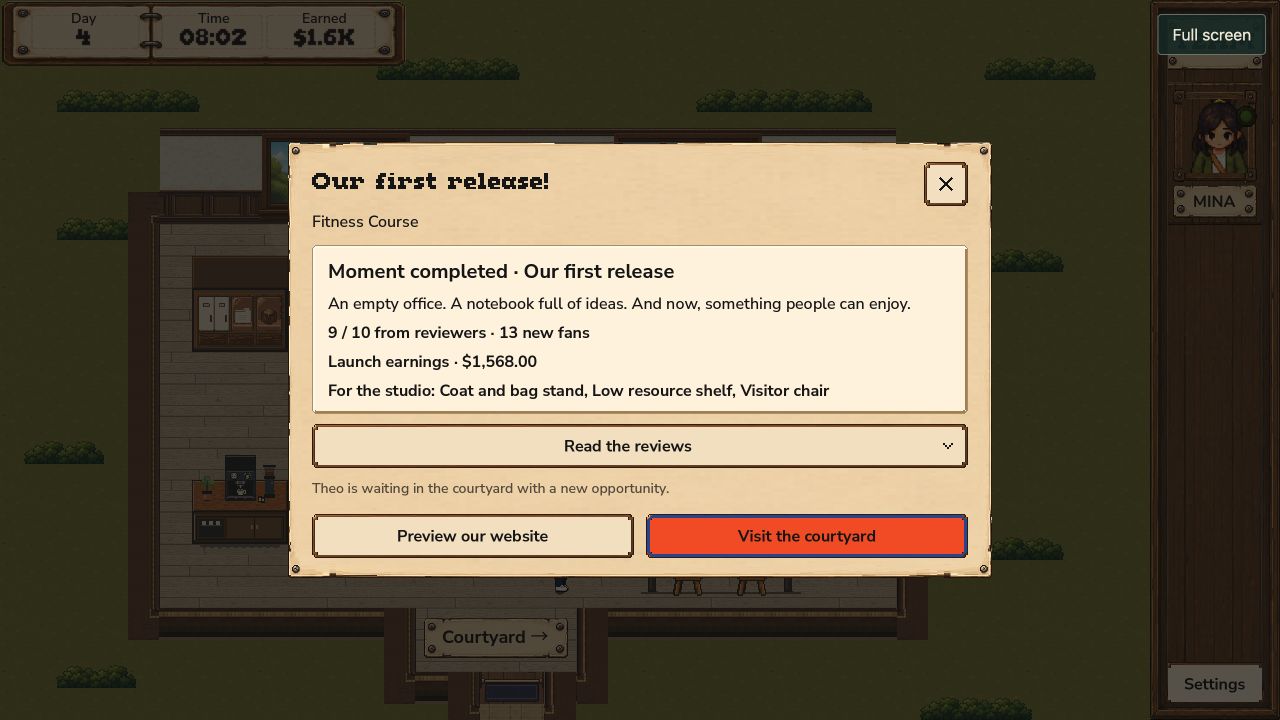 Day
4
Time
08:02
Earned
$1.6K
Full screen
MINA
Our first release!
Fitness Course
Moment completed · Our first release
An empty office. A notebook full of ideas. And now, something people can enjoy.
9 / 10 from reviewers · 13 new fans
Launch earnings · $1,568.00
For the studio: Coat and bag stand, Low resource shelf, Visitor chair
Read the reviews
Theo is waiting in the courtyard with a new opportunity.
Preview our website
Visit the courtyard
Courtyard →
Settings